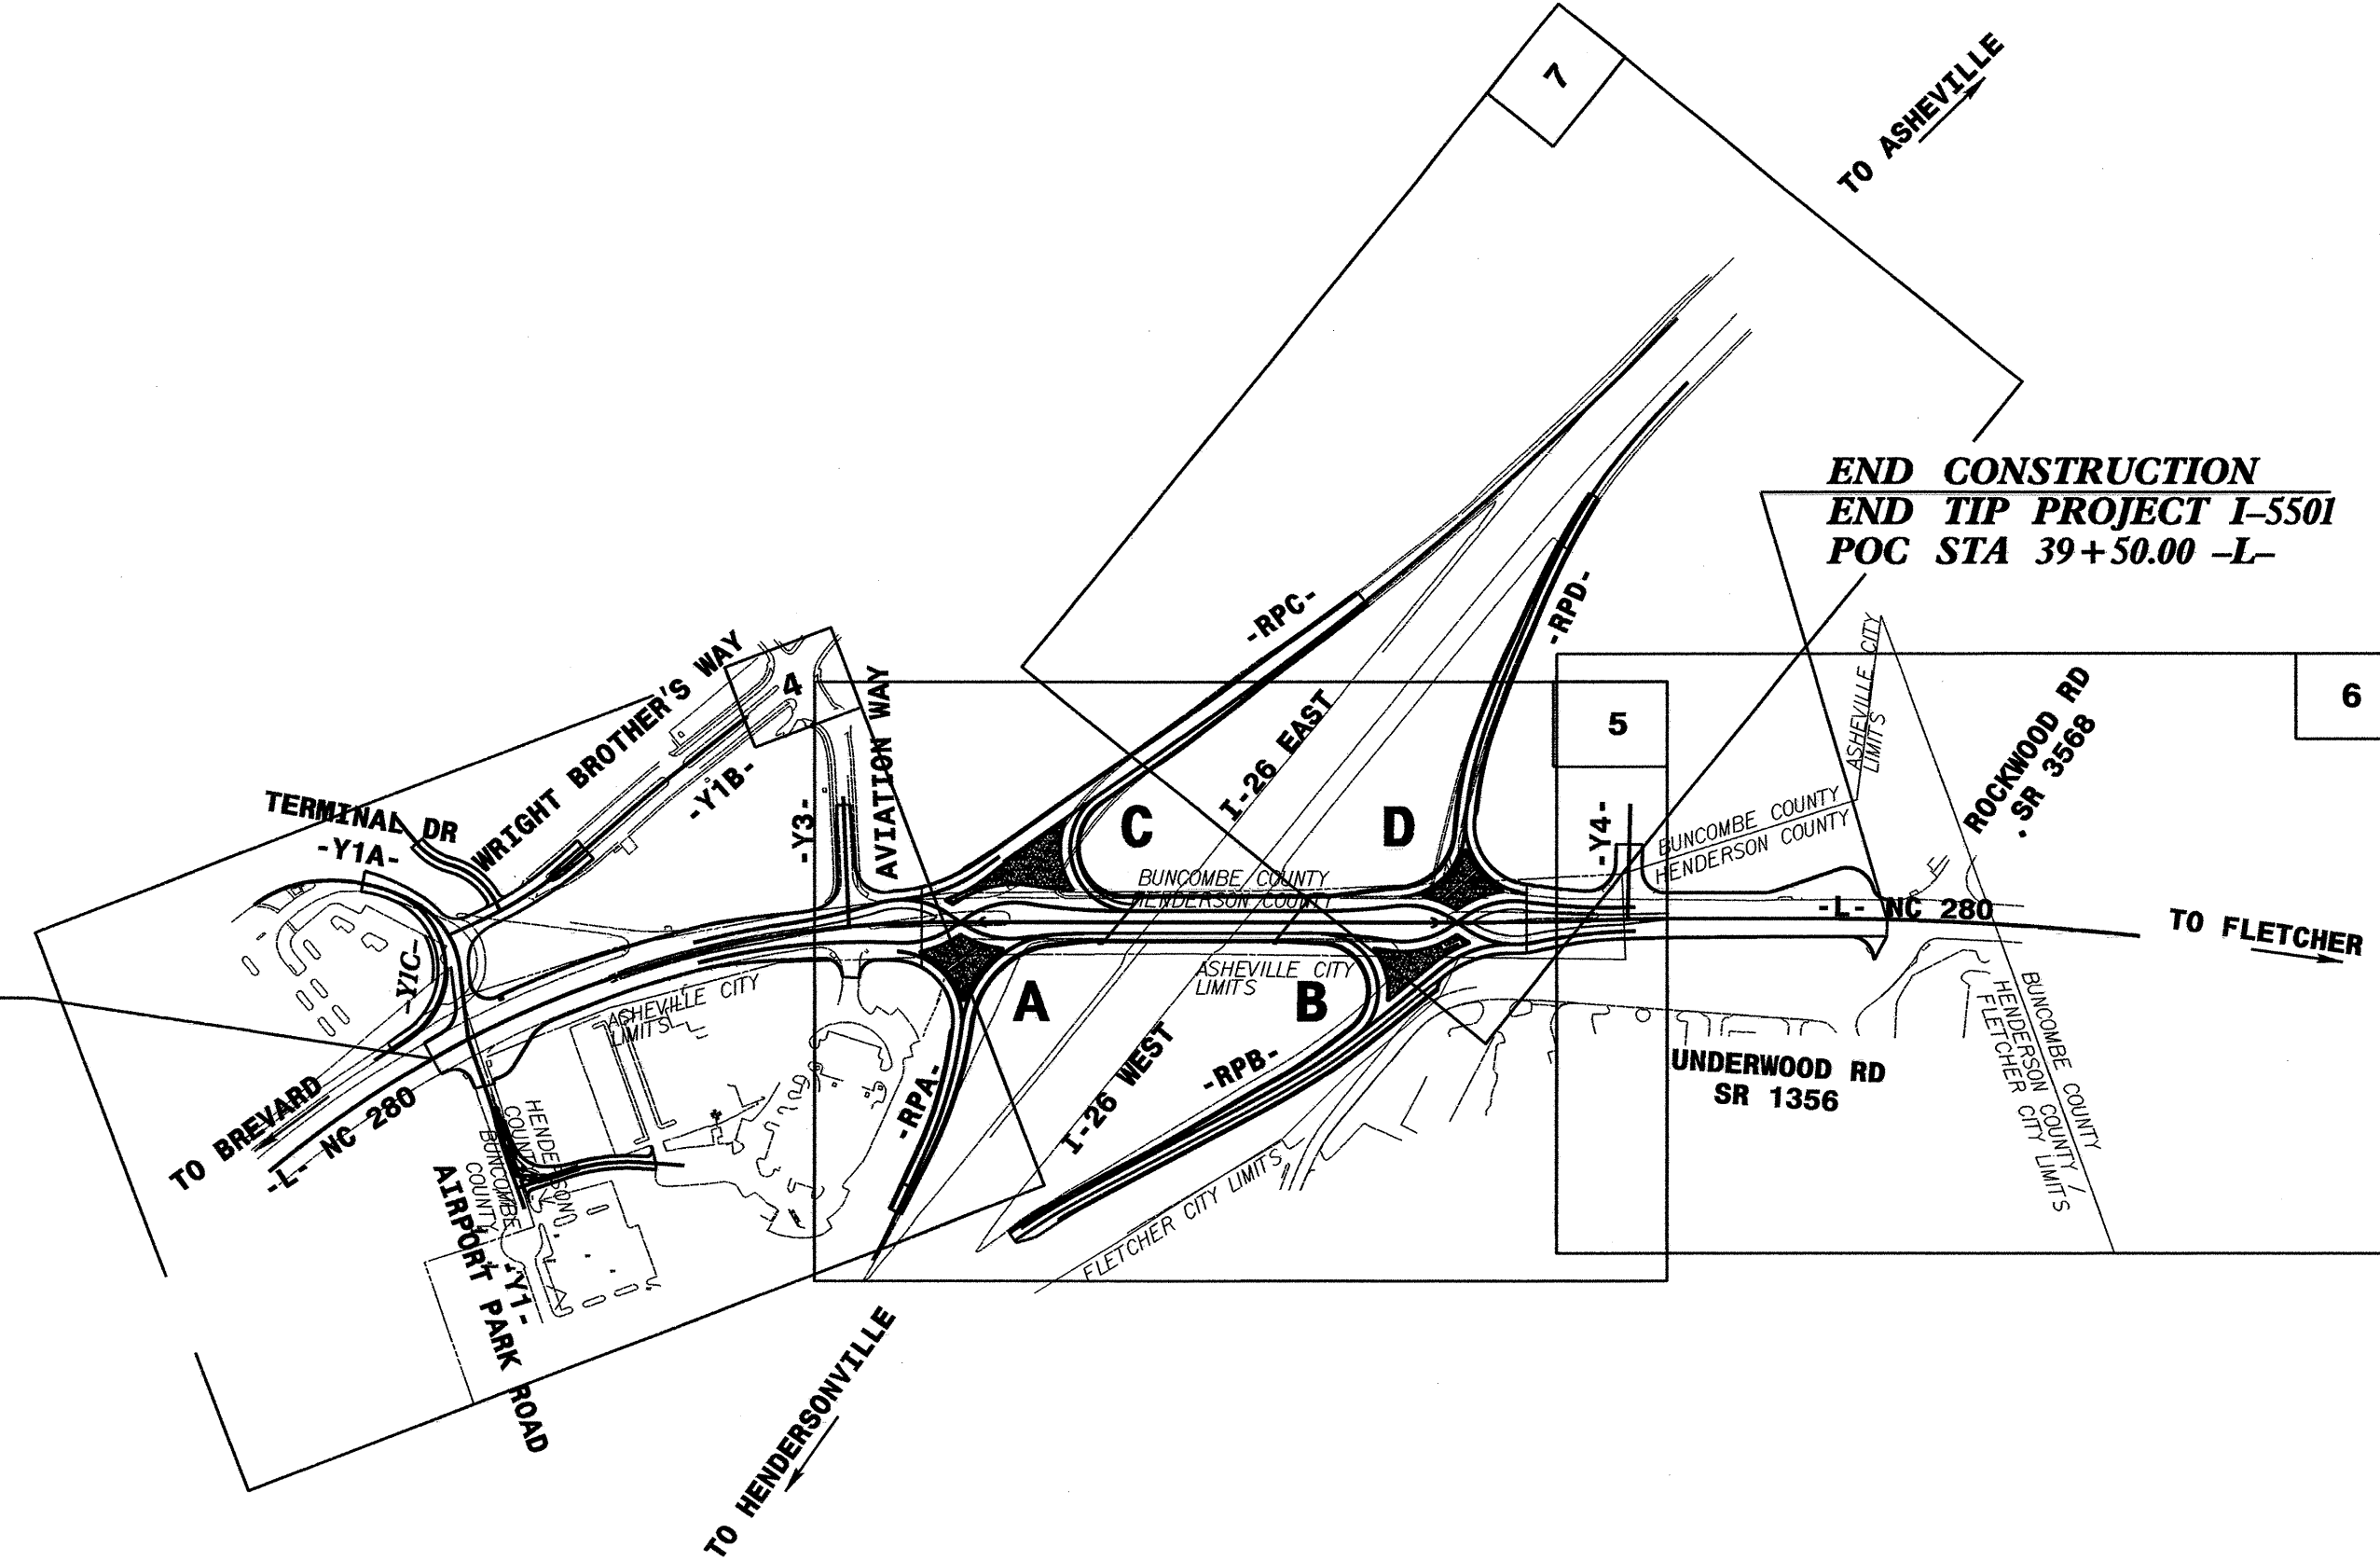 7
TO ASHEVILLE
END CONSTRUCTION
END TIP PROJECT I-5501
POC STA 39+50.00 -L-
-RPC-
-RPD-
ASHEVILLE CITY
LIMITS
WRIGHT BROTHER'S WAY
4
AVIATION WAY
I-26 EAST
5
ROCKWOOD RD
SR 3568
6
TERMINAL DR
-Y1A-
-Y1B-
-Y3-
C
D
-Y4-
BUNCOMBE COUNTY
HENDERSON COUNTY
BUNCOMBE COUNTY
HENDERSON COUNTY
-L- NC 280
TO FLETCHER
-Y1C-
ASHEVILLE CITY
LIMITS
A
ASHEVILLE CITY
LIMITS
B
BUNCOMBE COUNTY
HENDERSON COUNTY /
FLETCHER CITY LIMITS
TO BREVARD
-L- NC 280
-RPA-
I-26 WEST
-RPB-
UNDERWOOD RD
SR 1356
HENDERSON
COUNTY
BUNCOMBE
COUNTY
FLETCHER CITY LIMITS
-Y1-
AIRPORT PARK ROAD
TO HENDERSONVILLE